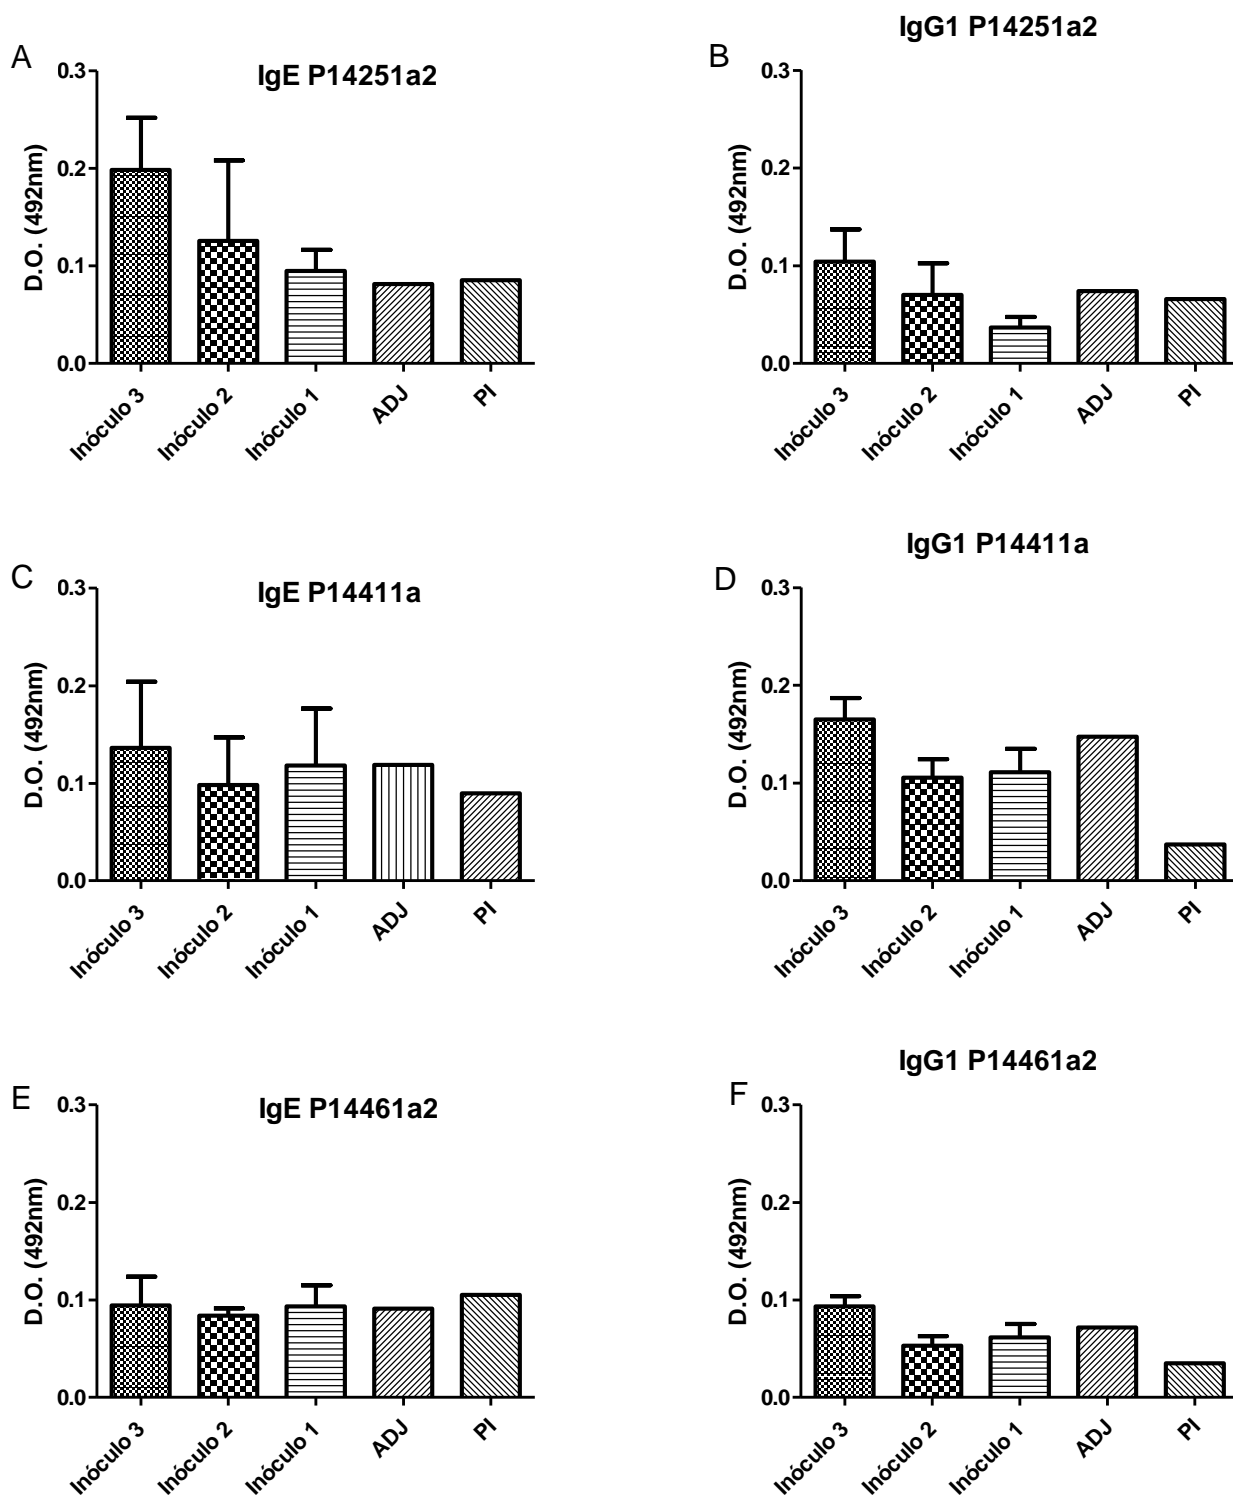 A
IgE P14251a2
D.O. (492nm)
0.3
0.2
0.1
0.0
Inóculo 3
Inóculo 2
Inóculo 1
ADJ
PI
B
IgG1 P14251a2
D.O. (492nm)
0.3
0.2
0.1
0.0
Inóculo 3
Inóculo 2
Inóculo 1
ADJ
PI
C
IgE P14411a
D.O. (492nm)
0.3
0.2
0.1
0.0
Inóculo 3
Inóculo 2
Inóculo 1
ADJ
PI
D
IgG1 P14411a
D.O. (492nm)
0.3
0.2
0.1
0.0
Inóculo 3
Inóculo 2
Inóculo 1
ADJ
PI
E
IgE P14461a2
D.O. (492nm)
0.3
0.2
0.1
0.0
Inóculo 3
Inóculo 2
Inóculo 1
ADJ
PI
F
IgG1 P14461a2
D.O. (492nm)
0.3
0.2
0.1
0.0
Inóculo 3
Inóculo 2
Inóculo 1
ADJ
PI